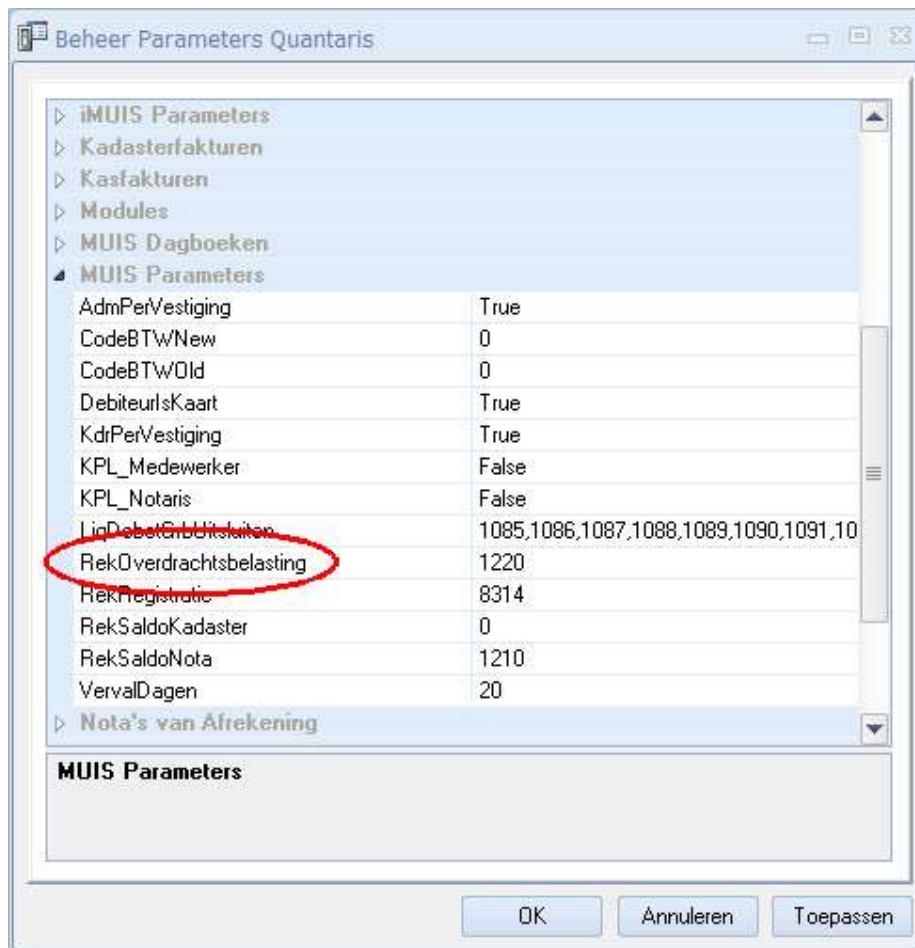 Beheer Parameters Quantaris
iMUIS Parameters
Kadasterfakturen
Kasfakturen
Modules
MUIS Dagboeken
MUIS Parameters
AdmPerVestiging True
CodeBTWNew 0
CodeBTWOld 0
DebiteurIsKaart True
KdrPerVestiging True
KPL_Medewerker False
KPL_Notaris False
LiqDebetGrbUitsluiten 1085,1086,1087,1088,1089,1090,1091,10
RekOverdrachtsbelasting 1220
RekRegistratie 8314
RekSaldoKadaster 0
RekSaldoNota 1210
VervalDagen 20
Nota's van Afrekening
MUIS Parameters
OK Annuleren Toepassen